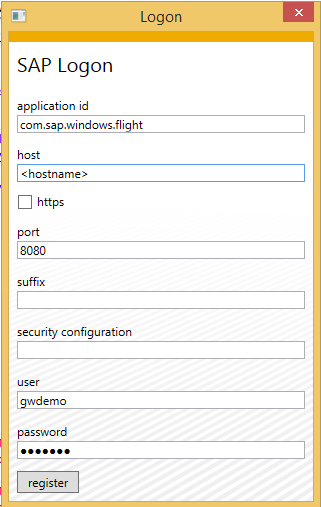 Logon
SAP Logon
application id
com.sap.windows.flight
host
<hostname>
https
port
8080
suffix
security configuration
user
gwdemo
password
●●●●●●●
register